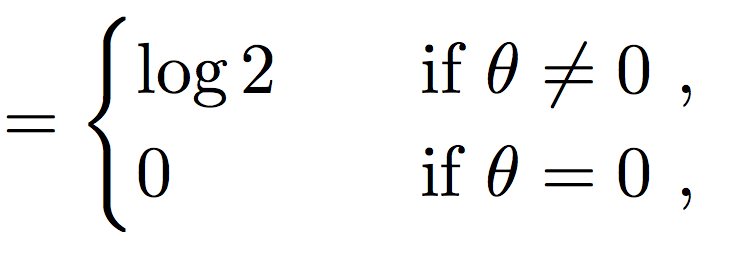 = { log 2 if θ ≠ 0 ,
0 if θ = 0 ,